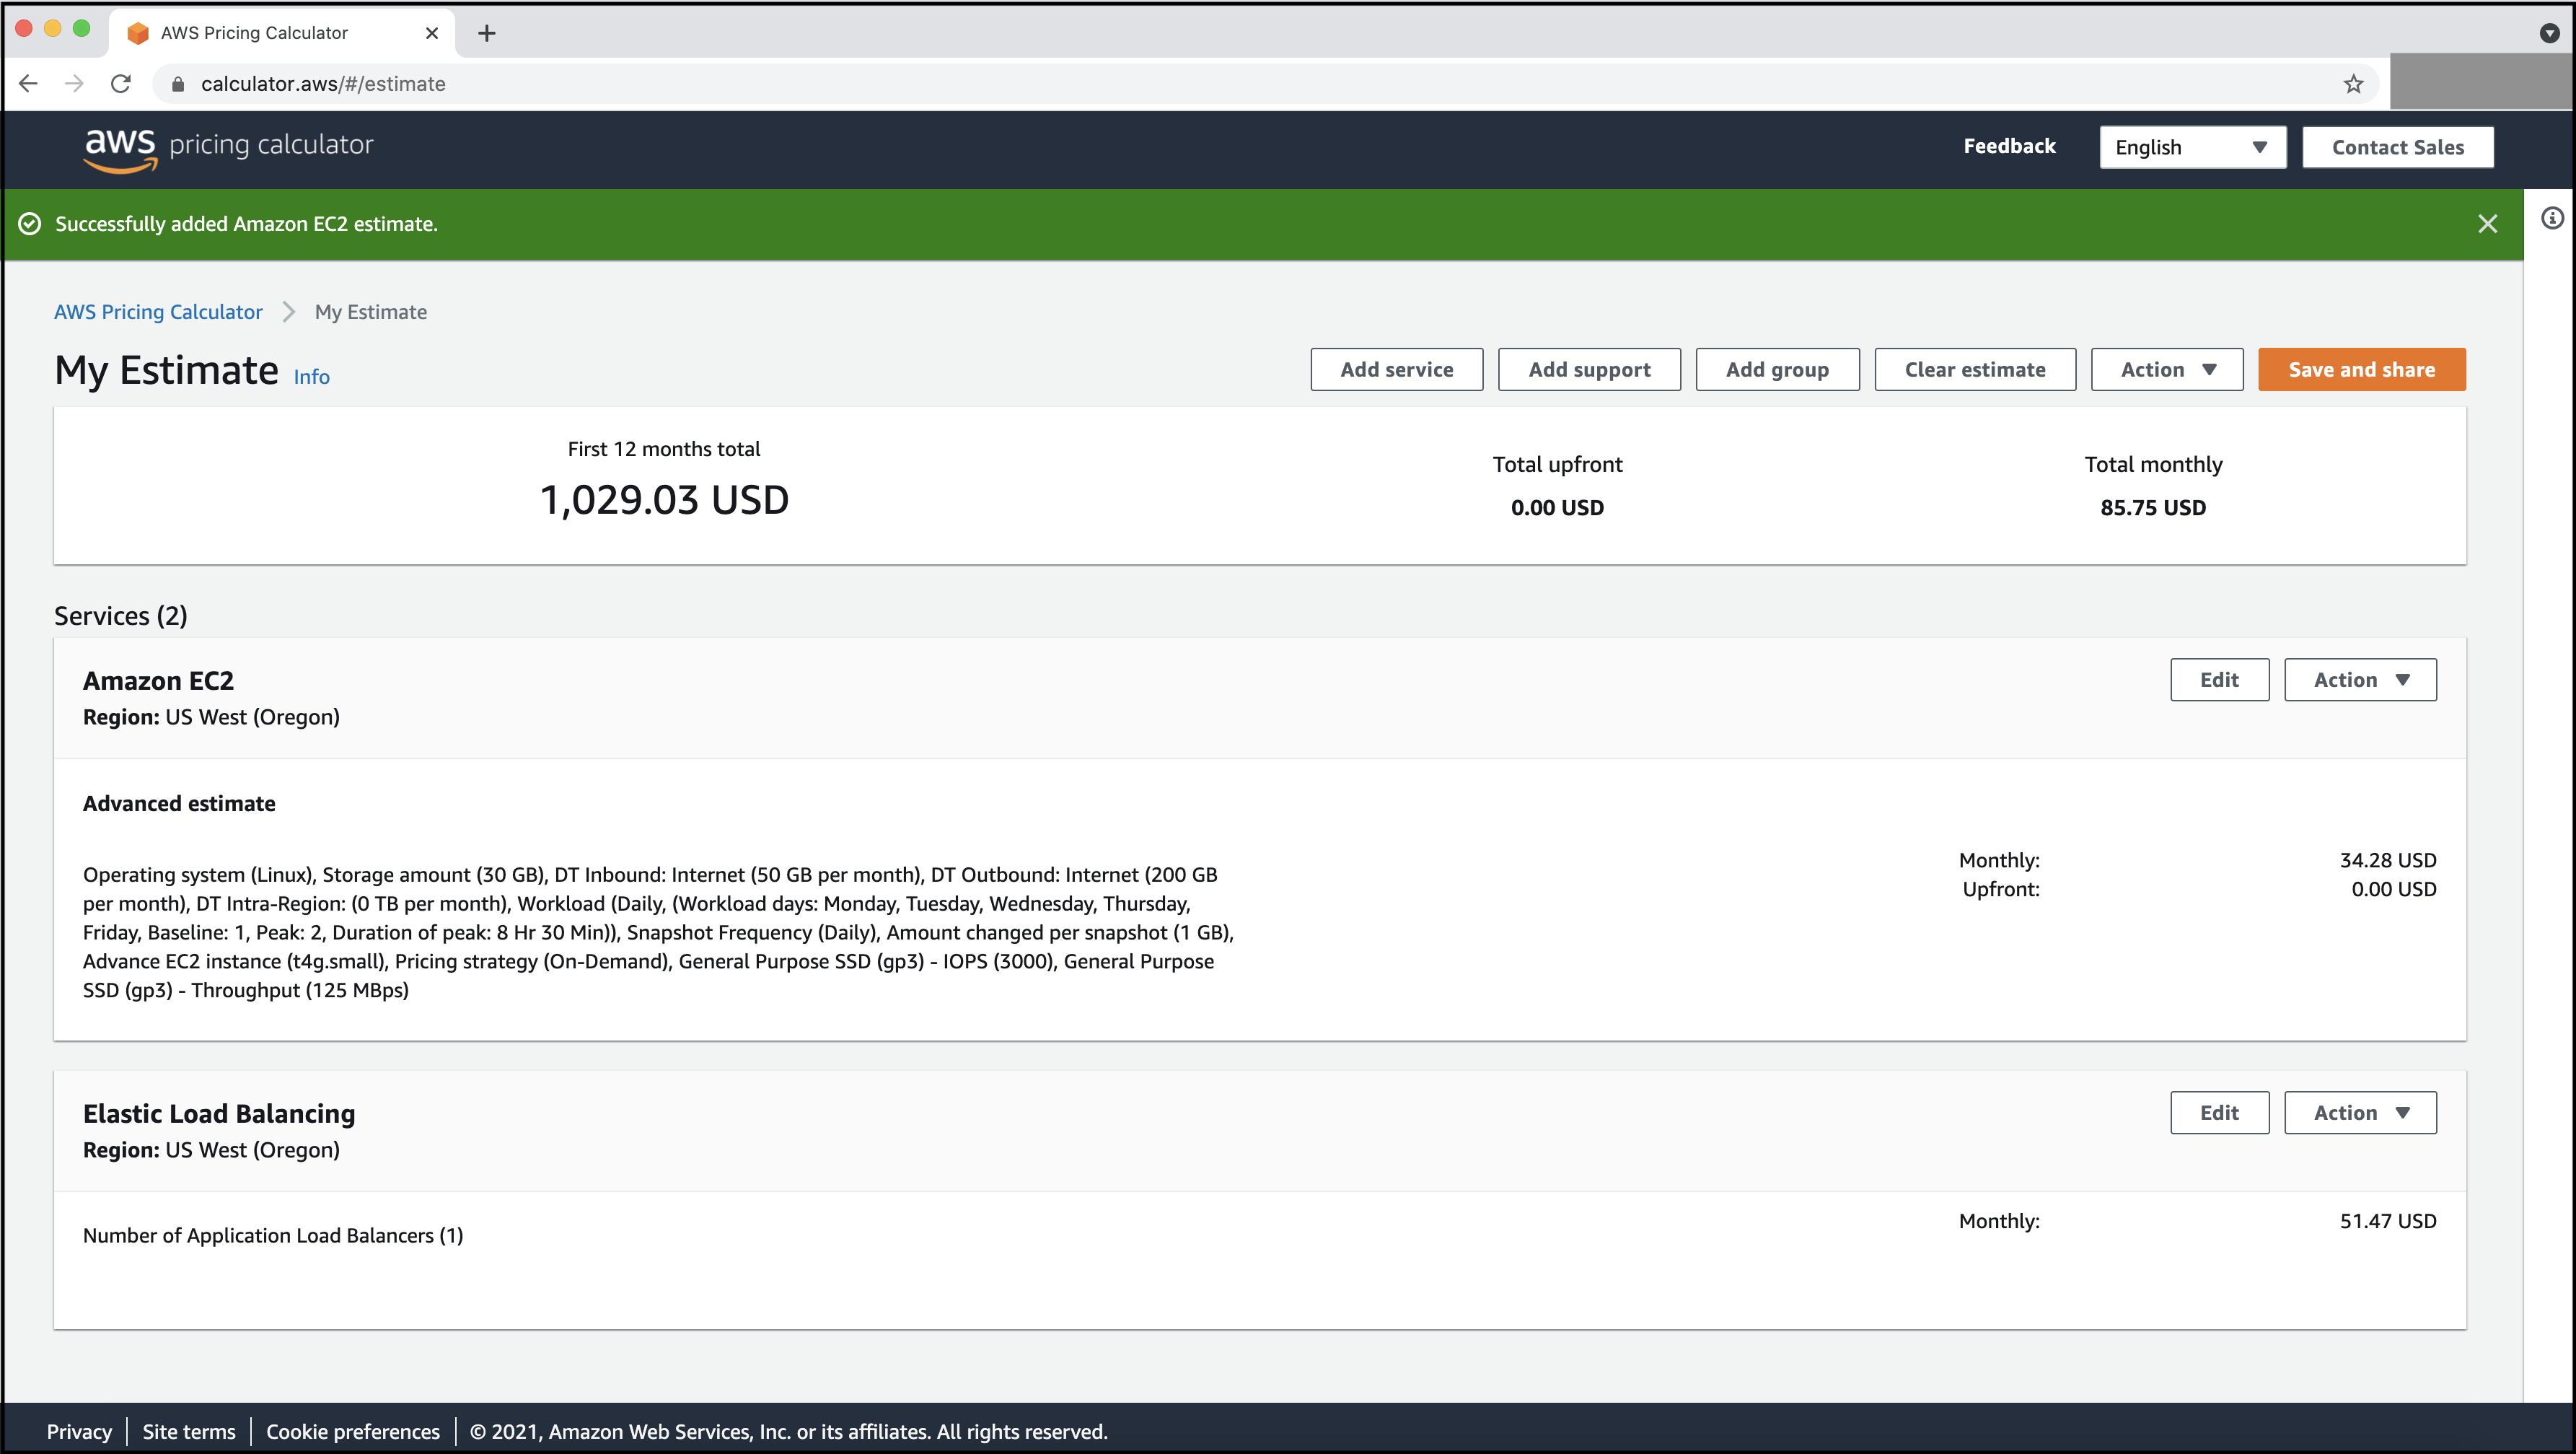 AWS Pricing Calculator
calculator.aws/#/estimate
aws pricing calculator
Feedback
English
Contact Sales
Successfully added Amazon EC2 estimate.
AWS Pricing Calculator
My Estimate
My Estimate Info
Add service
Add support
Add group
Clear estimate
Action
Save and share
First 12 months total
1,029.03 USD
Total upfront
0.00 USD
Total monthly
85.75 USD
Services (2)
Amazon EC2
Region: US West (Oregon)
Edit
Action
Advanced estimate
Operating system (Linux), Storage amount (30 GB), DT Inbound: Internet (50 GB per month), DT Outbound: Internet (200 GB
per month), DT Intra-Region: (0 TB per month), Workload (Daily, (Workload days: Monday, Tuesday, Wednesday, Thursday,
Friday, Baseline: 1, Peak: 2, Duration of peak: 8 Hr 30 Min)), Snapshot Frequency (Daily), Amount changed per snapshot (1 GB),
Advance EC2 instance (t4g.small), Pricing strategy (On-Demand), General Purpose SSD (gp3) - IOPS (3000), General Purpose
SSD (gp3) - Throughput (125 MBps)
Monthly: 34.28 USD
Upfront: 0.00 USD
Elastic Load Balancing
Region: US West (Oregon)
Edit
Action
Number of Application Load Balancers (1)
Monthly: 51.47 USD
Privacy
Site terms
Cookie preferences
© 2021, Amazon Web Services, Inc. or its affiliates. All rights reserved.